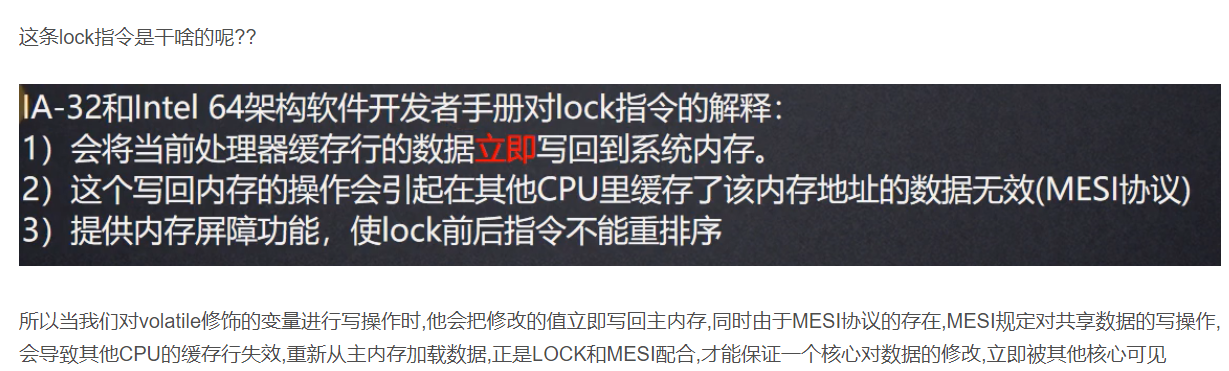 这条lock指令是干啥的呢??
IA-32和Intel 64架构软件开发者手册对lock指令的解释：
1）会将当前处理器缓存行的数据立即写回到系统内存。
2）这个写回内存的操作会引起在其他CPU里缓存了该内存地址的数据无效(MESI协议)
3）提供内存屏障功能，使lock前后指令不能重排序
所以当我们对volatile修饰的变量进行写操作时,他会把修改的值立即写回主内存,同时由于MESI协议的存在,MESI规定对共享数据的写操作,
会导致其他CPU的缓存行失效,重新从主内存加载数据,正是LOCK和MESI配合,才能保证一个核心对数据的修改,立即被其他核心可见